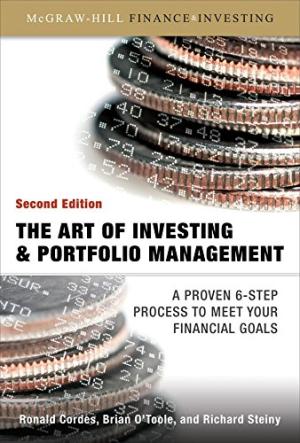 McGRAW-HILL FINANCE & INVESTING
Second Edition
THE ART OF INVESTING
& PORTFOLIO MANAGEMENT
A PROVEN 6-STEP
PROCESS TO MEET YOUR
FINANCIAL GOALS
Ronald Cordes, Brian O'Toole, and Richard Steiny